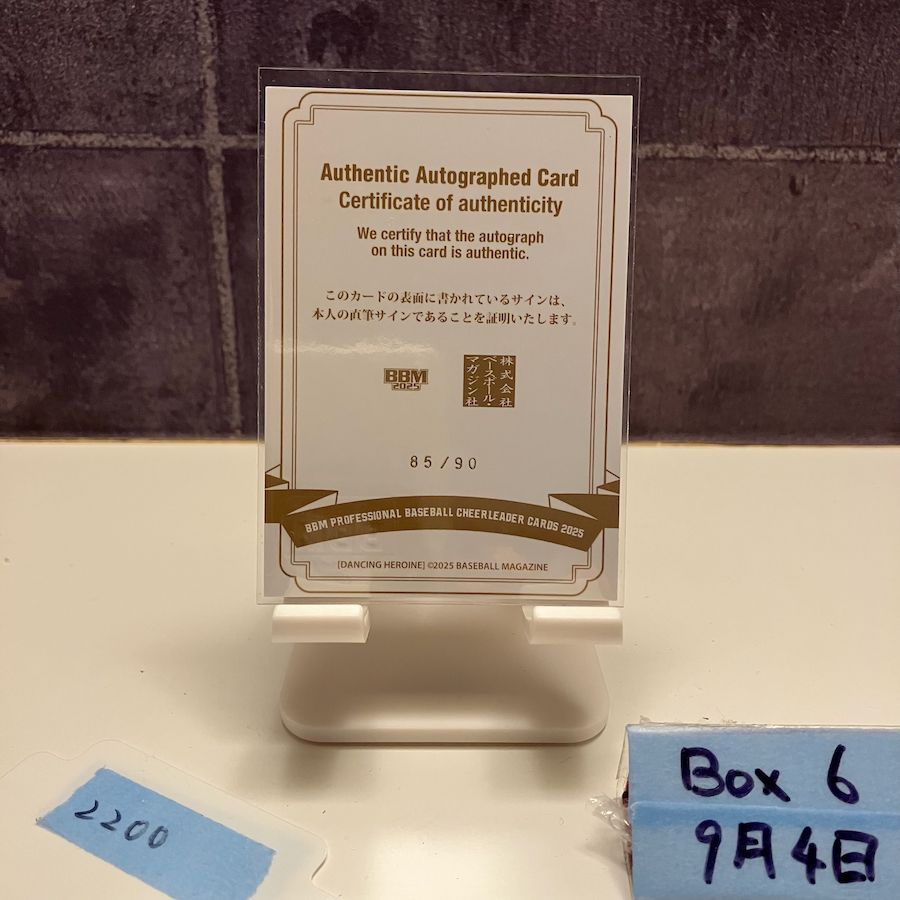 Authentic Autographed Card
Certificate of authenticity
We certify that the autograph
on this card is authentic.
このカードの表面に書かれているサインは、
本人の直筆サインであることを証明いたします。
BBM
2025
株式会社
ベースボール・
マガジン社
85/90
BBM PROFESSIONAL BASEBALL CHEERLEADER CARDS 2025
[DANCING HEROINE] ©2025 BASEBALL MAGAZINE
2200
Box 6
9月4日